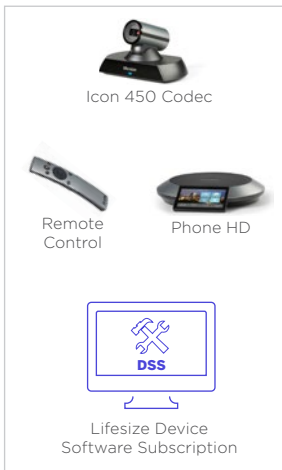 Icon 450 Codec
Remote
Control
Phone HD
DSS
Lifesize Device
Software Subscription